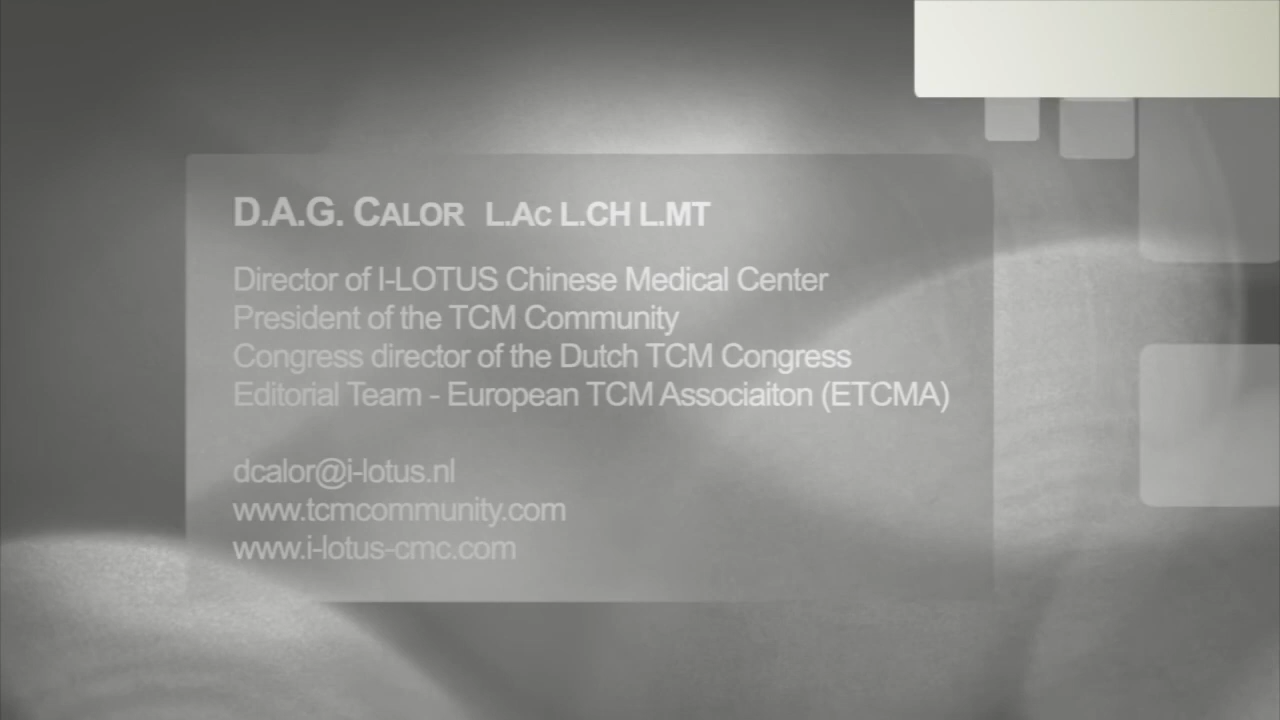 D.A.G. CALOR L.AC L.CH L.MT
Director of I-LOTUS Chinese Medical Center
President of the TCM Community
Congress director of the Dutch TCM Congress
Editorial Team - European TCM Associaiton (ETCMA)
dcalor@i-lotus.nl
www.tcmcommunity.com
www.i-lotus-cmc.com